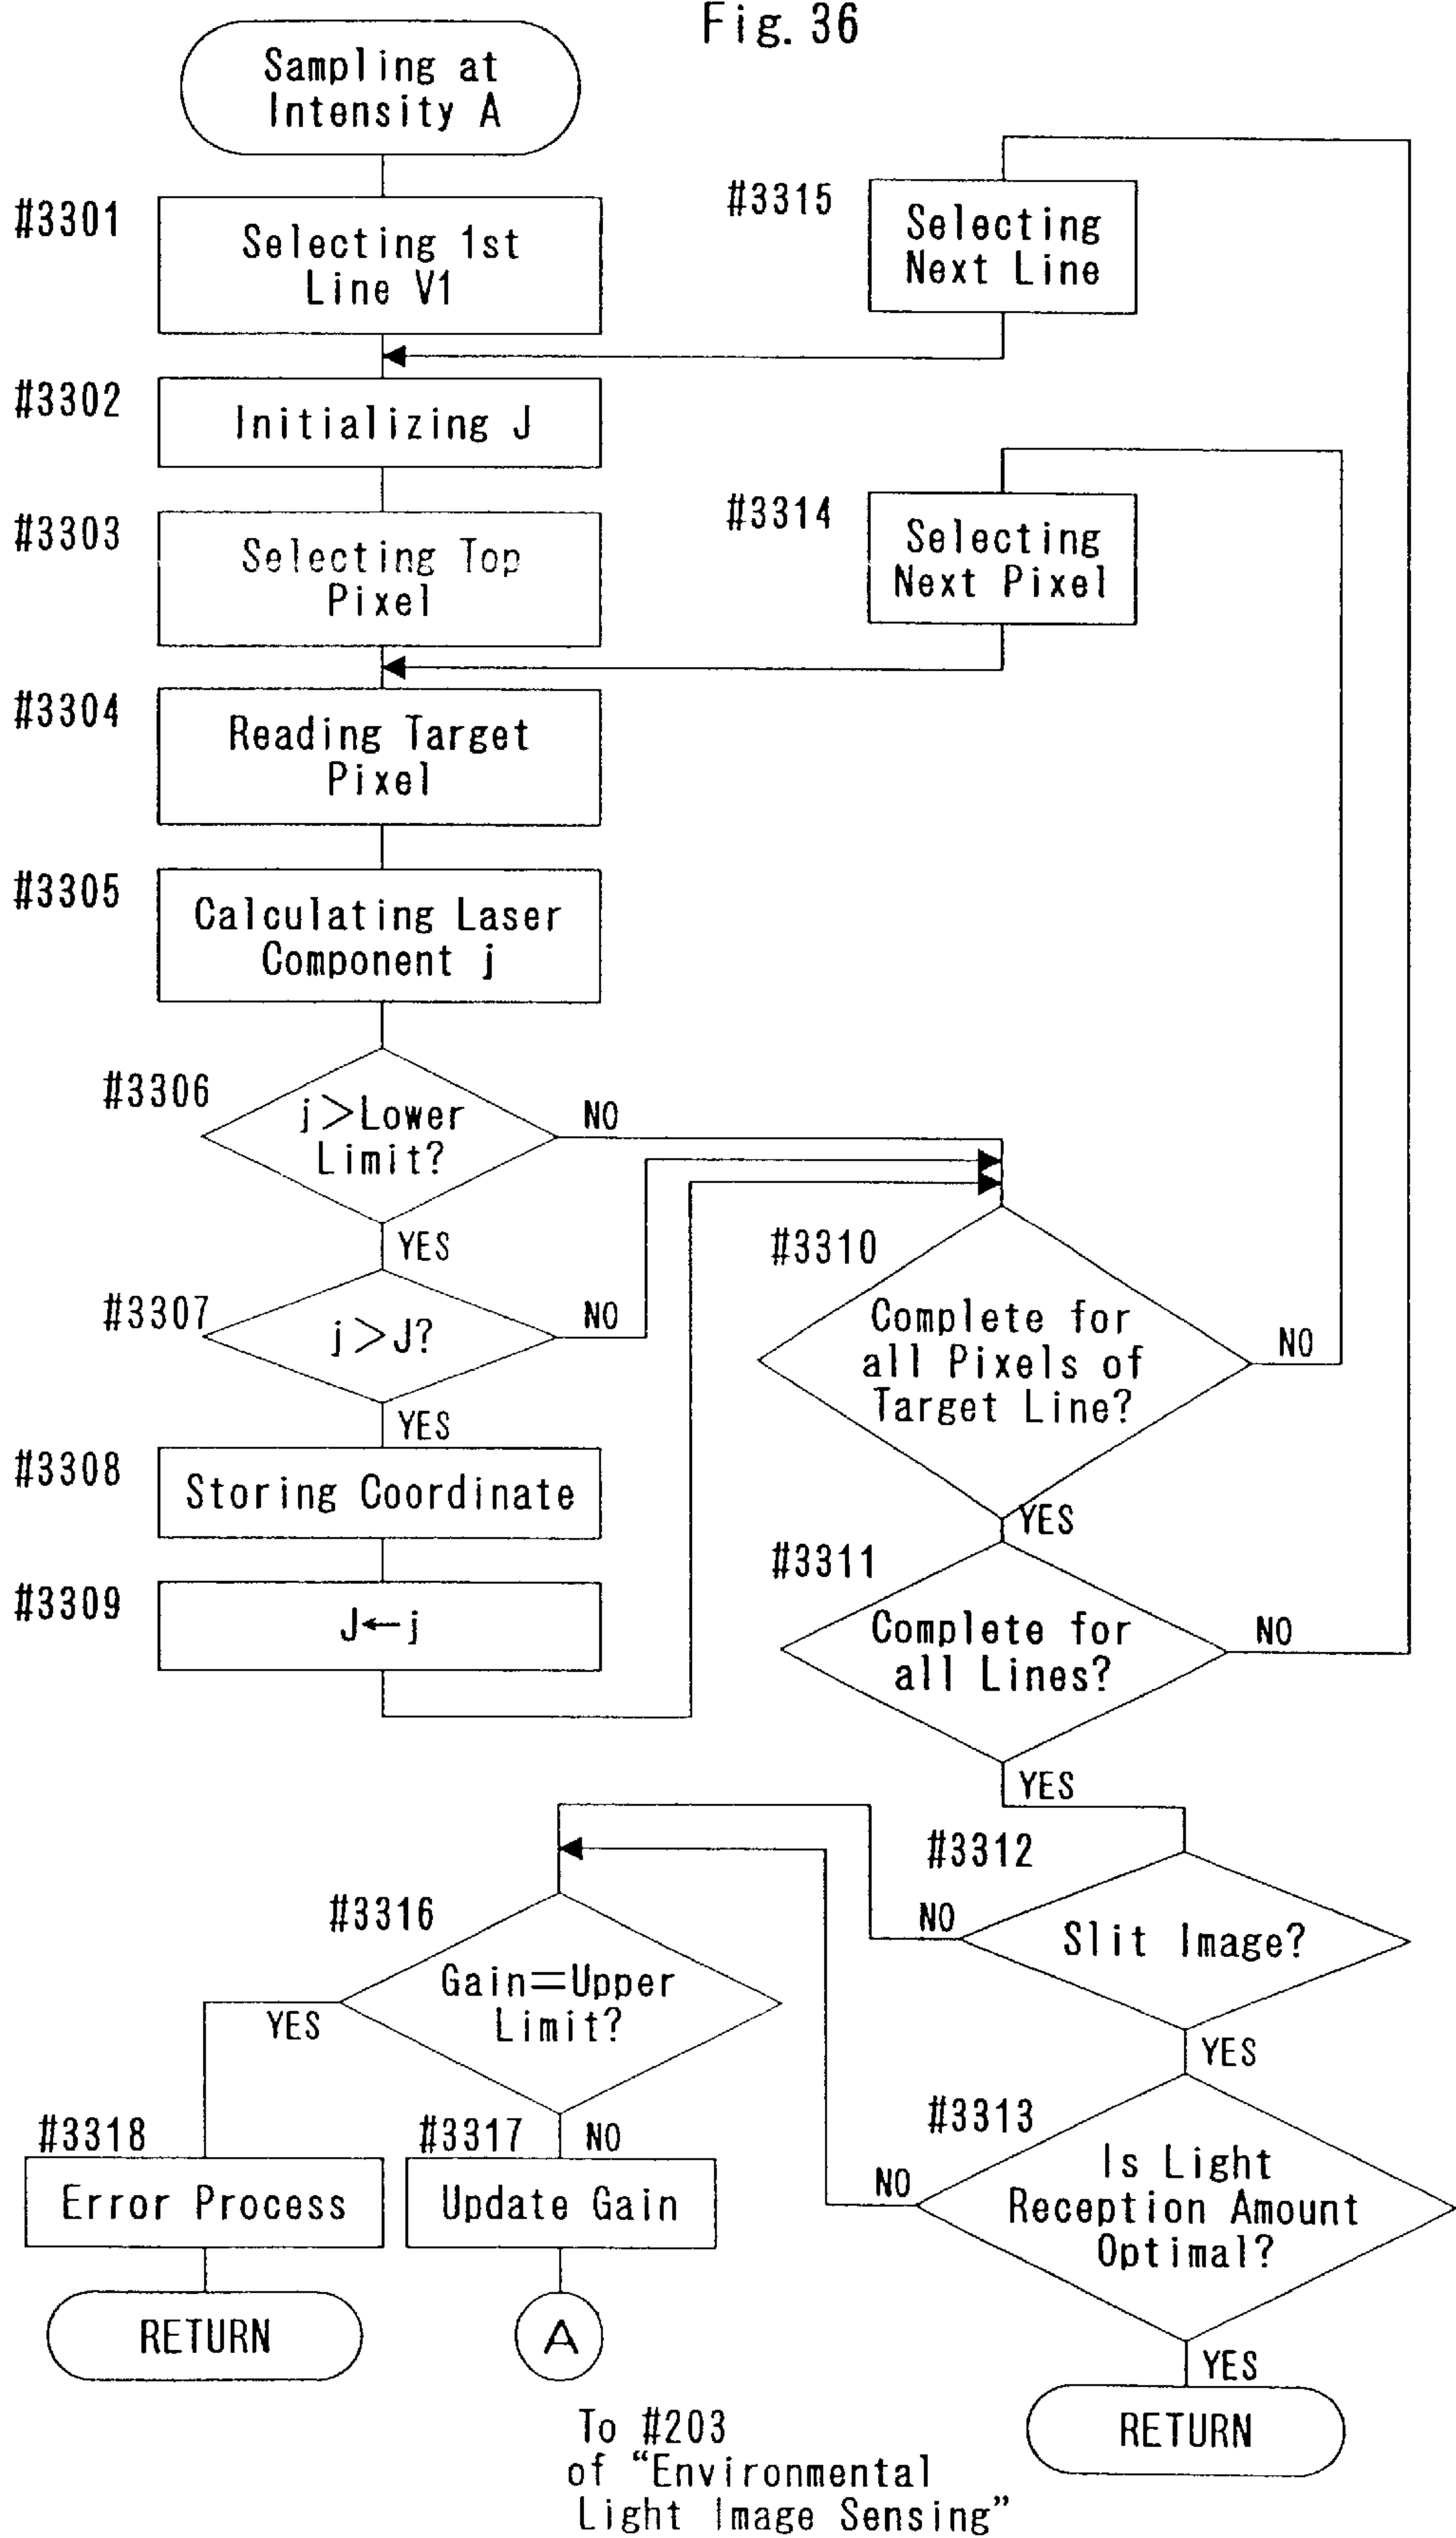 Fig. 36
Sampling at
Intensity A
#3301
Selecting 1st
Line V1
#3315
Selecting
Next Line
#3302
Initializing J
#3303
Selecting Top
Pixel
#3314
Selecting
Next Pixel
#3304
Reading Target
Pixel
#3305
Calculating Laser
Component j
#3306
j>Lower
Limit?
NO
YES
#3307
j>J?
NO
YES
#3308
Storing Coordinate
#3309
J←j
#3310
Complete for
all Pixels of
Target Line?
NO
YES
#3311
Complete for
all Lines?
NO
YES
#3312
Slit Image?
NO
YES
#3313
Is Light
Reception Amount
Optimal?
NO
YES
RETURN
#3316
Gain=Upper
Limit?
YES
NO
#3318
Error Process
RETURN
#3317
Update Gain
A
To #203
of “Environmental
Light Image Sensing”